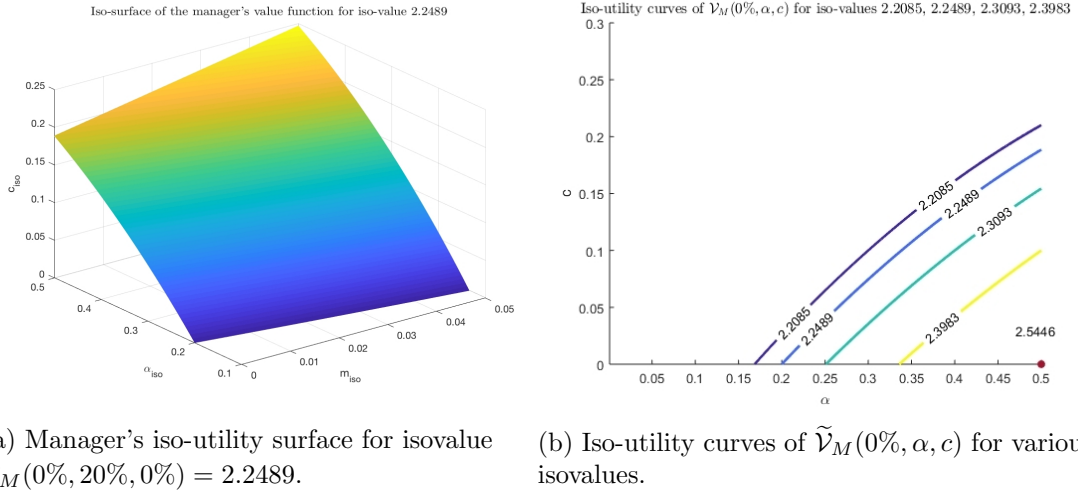 Iso-surface of the manager's value function for iso-value 2.2489
0.25
0.2
0.15
0.1
0.05
0
c_iso
0.5
0.4
0.3
0.2
0.1
α_iso
0
0.01
0.02
0.03
0.04
0.05
m_iso
a) Manager's iso-utility surface for isovalue
_M(0%, 20%, 0%) = 2.2489.
Iso-utility curves of 𝒱_M(0%, α, c) for iso-values 2.2085, 2.2489, 2.3093, 2.3983
0.3
0.25
0.2
0.15
0.1
0.05
0
c
2.2085
2.2489
2.3093
2.2085
2.2489
2.3983
2.5446
0.05 0.1 0.15 0.2 0.25 0.3 0.35 0.4 0.45 0.5
α
(b) Iso-utility curves of 𝒱̃_M(0%, α, c) for variou
isovalues.